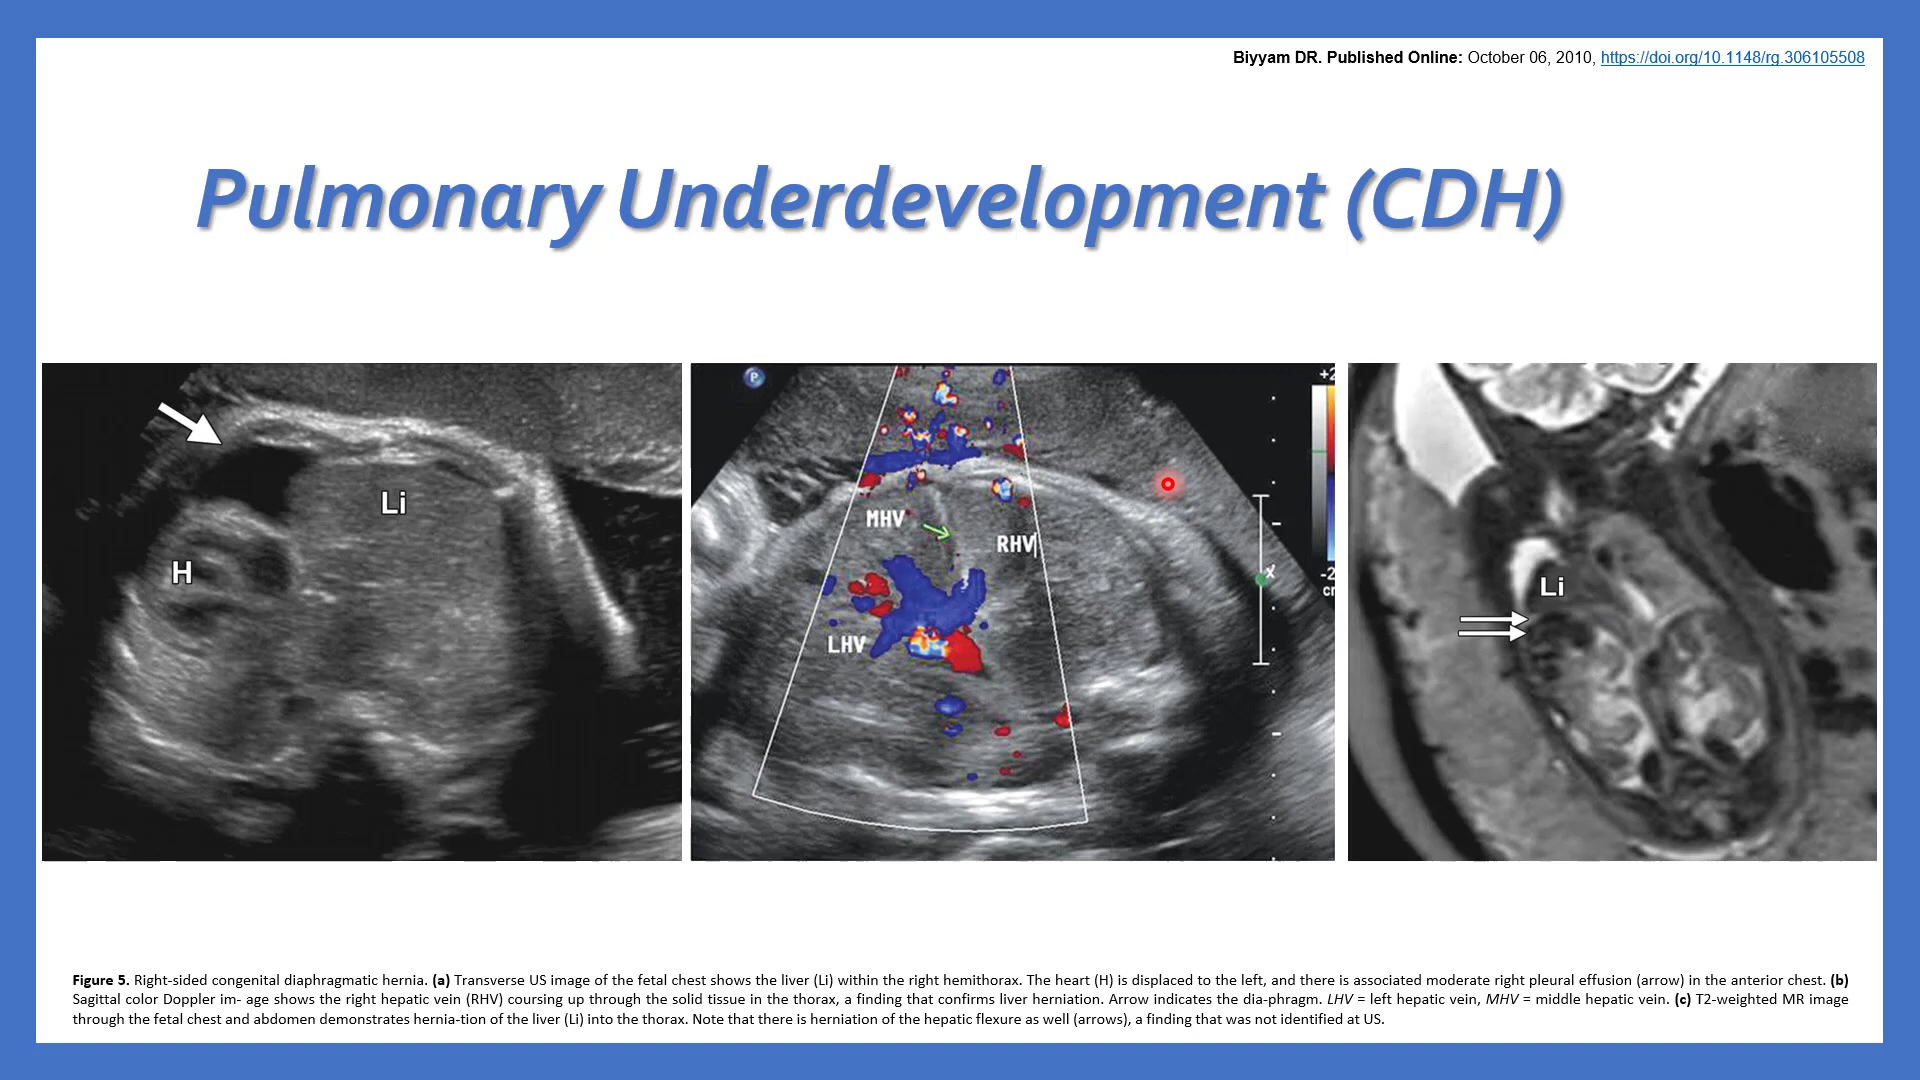 Biyyam DR. Published Online: October 06, 2010, https://doi.org/10.1148/rg.306105508
Pulmonary Underdevelopment (CDH)
Li
H
P
MHV
RHV
LHV
+2
-2
cm
x
Li
Figure 5. Right-sided congenital diaphragmatic hernia. (a) Transverse US image of the fetal chest shows the liver (Li) within the right hemithorax. The heart (H) is displaced to the left, and there is associated moderate right pleural effusion (arrow) in the anterior chest. (b)
Sagittal color Doppler im- age shows the right hepatic vein (RHV) coursing up through the solid tissue in the thorax, a finding that confirms liver herniation. Arrow indicates the dia-phragm. LHV = left hepatic vein, MHV = middle hepatic vein. (c) T2-weighted MR image
through the fetal chest and abdomen demonstrates hernia-tion of the liver (Li) into the thorax. Note that there is herniation of the hepatic flexure as well (arrows), a finding that was not identified at US.